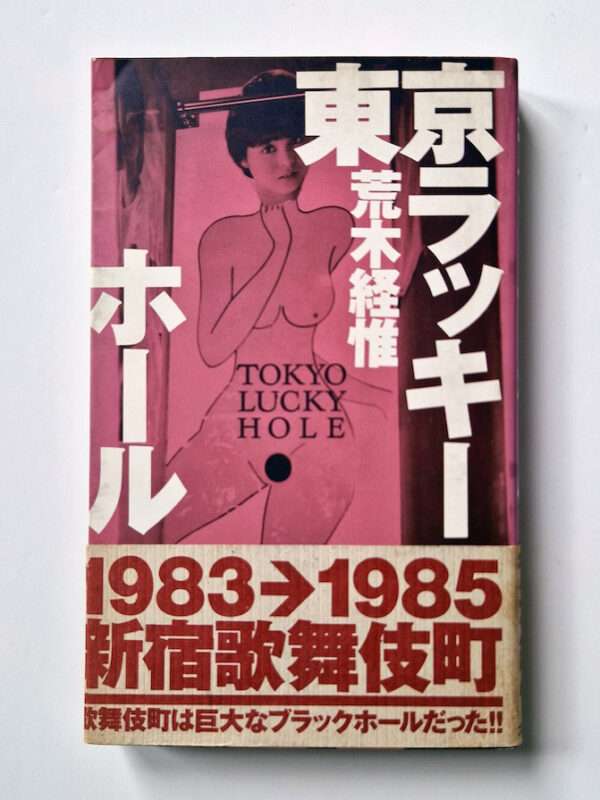 東京ラッキー
ホール
荒木経惟
TOKYO
LUCKY
HOLE
1983→1985
新宿歌舞伎町
歌舞伎町は巨大なブラックホールだった!!